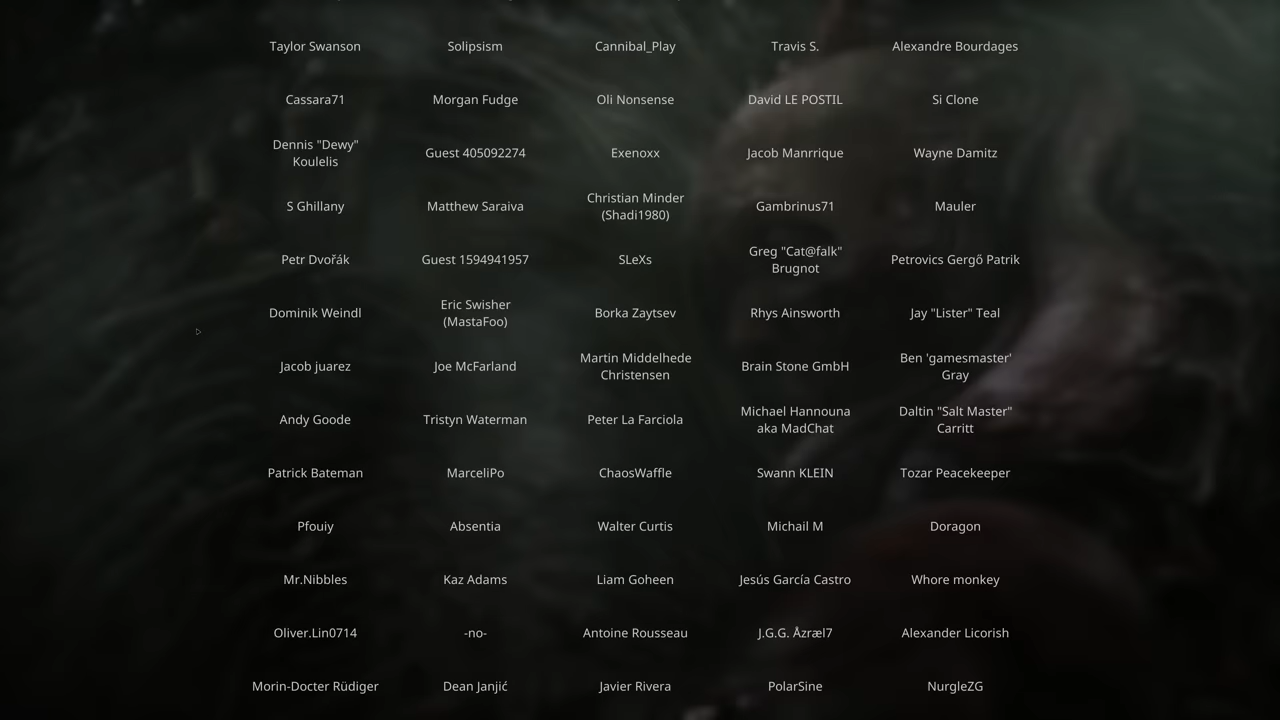 Taylor Swanson Solipsism Cannibal_Play Travis S. Alexandre Bourdages
Cassara71 Morgan Fudge Oli Nonsense David LE POSTIL Si Clone
Dennis "Dewy"
Koulelis Guest 405092274 Exenoxx Jacob Manrrique Wayne Damitz
S Ghillany Matthew Saraiva Christian Minder
(Shadi1980) Gambrinus71 Mauler
Petr Dvořák Guest 1594941957 SLeXs Greg "Cat@falk"
Brugnot Petrovics Gergő Patrik
Dominik Weindl Eric Swisher
(MastaFoo) Borka Zaytsev Rhys Ainsworth Jay "Lister" Teal
Jacob juarez Joe McFarland Martin Middelhede
Christensen Brain Stone GmbH Ben 'gamesmaster'
Gray
Andy Goode Tristyn Waterman Peter La Farciola Michael Hannouna
aka MadChat Daltin "Salt Master"
Carritt
Patrick Bateman MarceliPo ChaosWaffle Swann KLEIN Tozar Peacekeeper
Pfouiy Absentia Walter Curtis Michail M Doragon
Mr.Nibbles Kaz Adams Liam Goheen Jesús García Castro Whore monkey
Oliver.Lin0714 -no- Antoine Rousseau J.G.G. Åzræl7 Alexander Licorish
Morin-Docter Rüdiger Dean Janjić Javier Rivera PolarSine NurgleZG